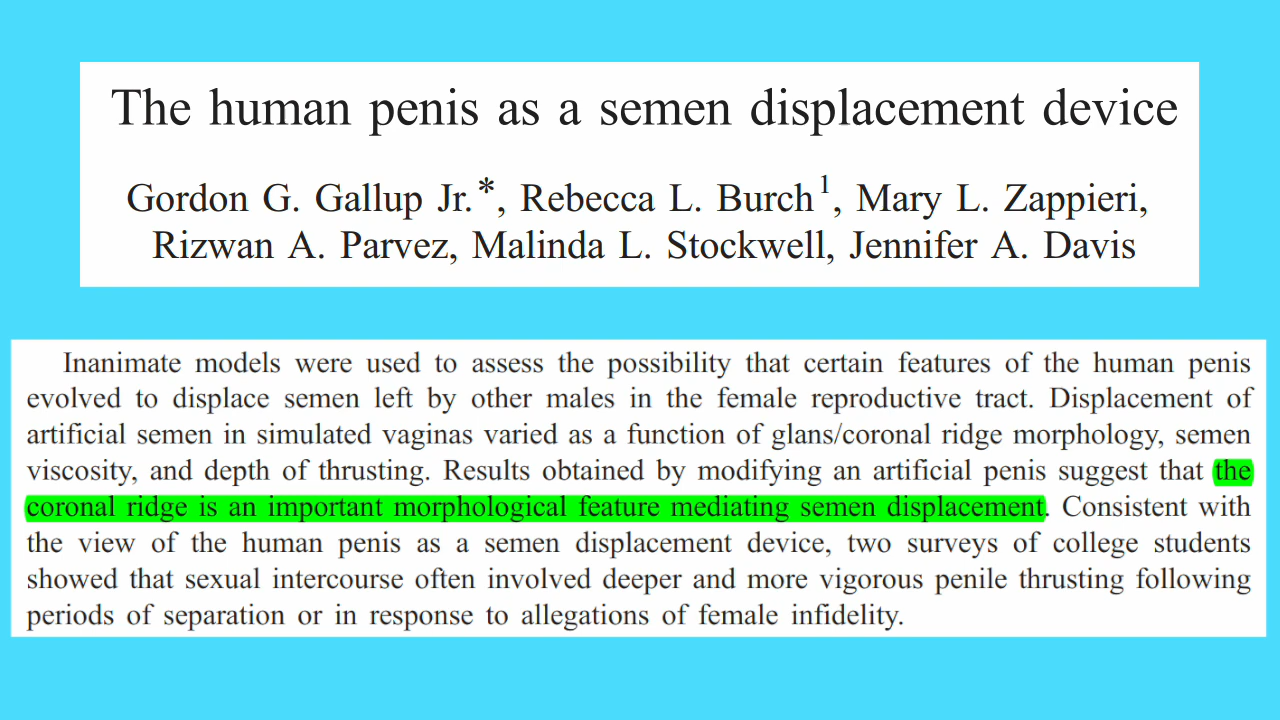 The human penis as a semen displacement device
Gordon G. Gallup Jr.*, Rebecca L. Burch1, Mary L. Zappieri,
Rizwan A. Parvez, Malinda L. Stockwell, Jennifer A. Davis
Inanimate models were used to assess the possibility that certain features of the human penis
evolved to displace semen left by other males in the female reproductive tract. Displacement of
artificial semen in simulated vaginas varied as a function of glans/coronal ridge morphology, semen
viscosity, and depth of thrusting. Results obtained by modifying an artificial penis suggest that the
coronal ridge is an important morphological feature mediating semen displacement. Consistent with
the view of the human penis as a semen displacement device, two surveys of college students
showed that sexual intercourse often involved deeper and more vigorous penile thrusting following
periods of separation or in response to allegations of female infidelity.